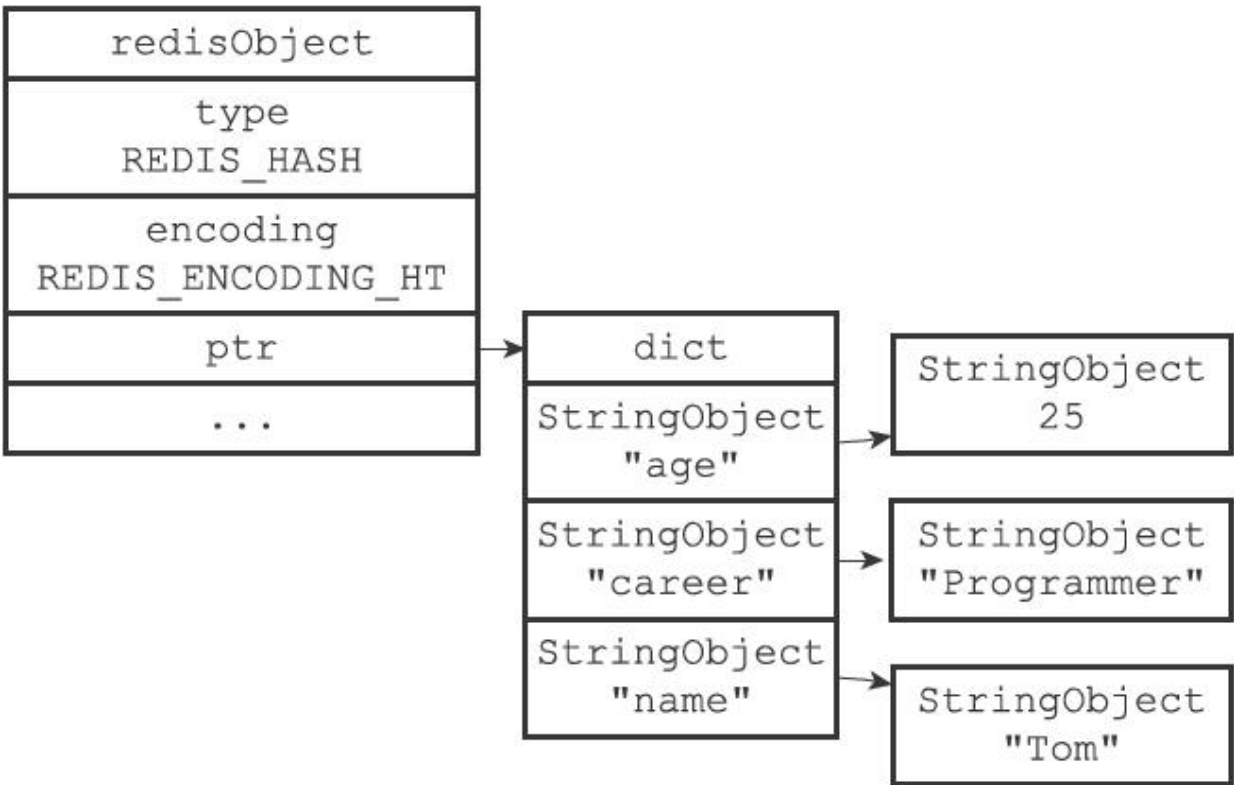 redisObject
type
REDIS_HASH
encoding
REDIS_ENCODING_HT
ptr
...
dict
StringObject
"age"
StringObject
"career"
StringObject
"name"
StringObject
25
StringObject
"Programmer"
StringObject
"Tom"